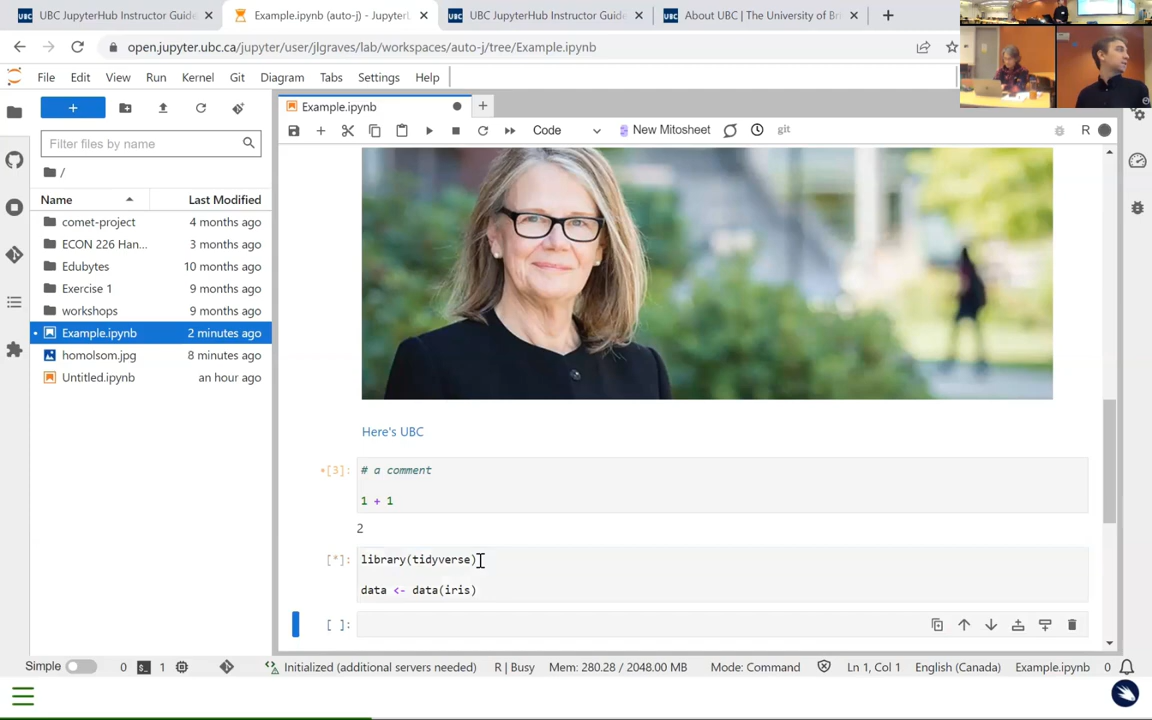 UBC JupyterHub Instructor Guide
Example.ipynb (auto-j) - Jupyter
UBC JupyterHub Instructor Guide
About UBC | The University of Bri
open.jupyter.ubc.ca/jupyter/user/jlgraves/lab/workspaces/auto-j/tree/Example.ipynb
File Edit View Run Kernel Git Diagram Tabs Settings Help
Example.ipynb
Code New Mitosheet git R
Filter files by name
/
Name Last Modified
comet-project 4 months ago
ECON 226 Han... 3 months ago
Edubytes 10 months ago
Exercise 1 9 months ago
workshops 9 months ago
Example.ipynb 2 minutes ago
homolsom.jpg 8 minutes ago
Untitled.ipynb an hour ago
Here's UBC
[3]: # a comment
1 + 1
2
[*]: library(tidyverse)
data <- data(iris)
[ ]:
Simple 0 1 Initialized (additional servers needed) R | Busy Mem: 280.28 / 2048.00 MB Mode: Command Ln 1, Col 1 English (Canada) Example.ipynb 0